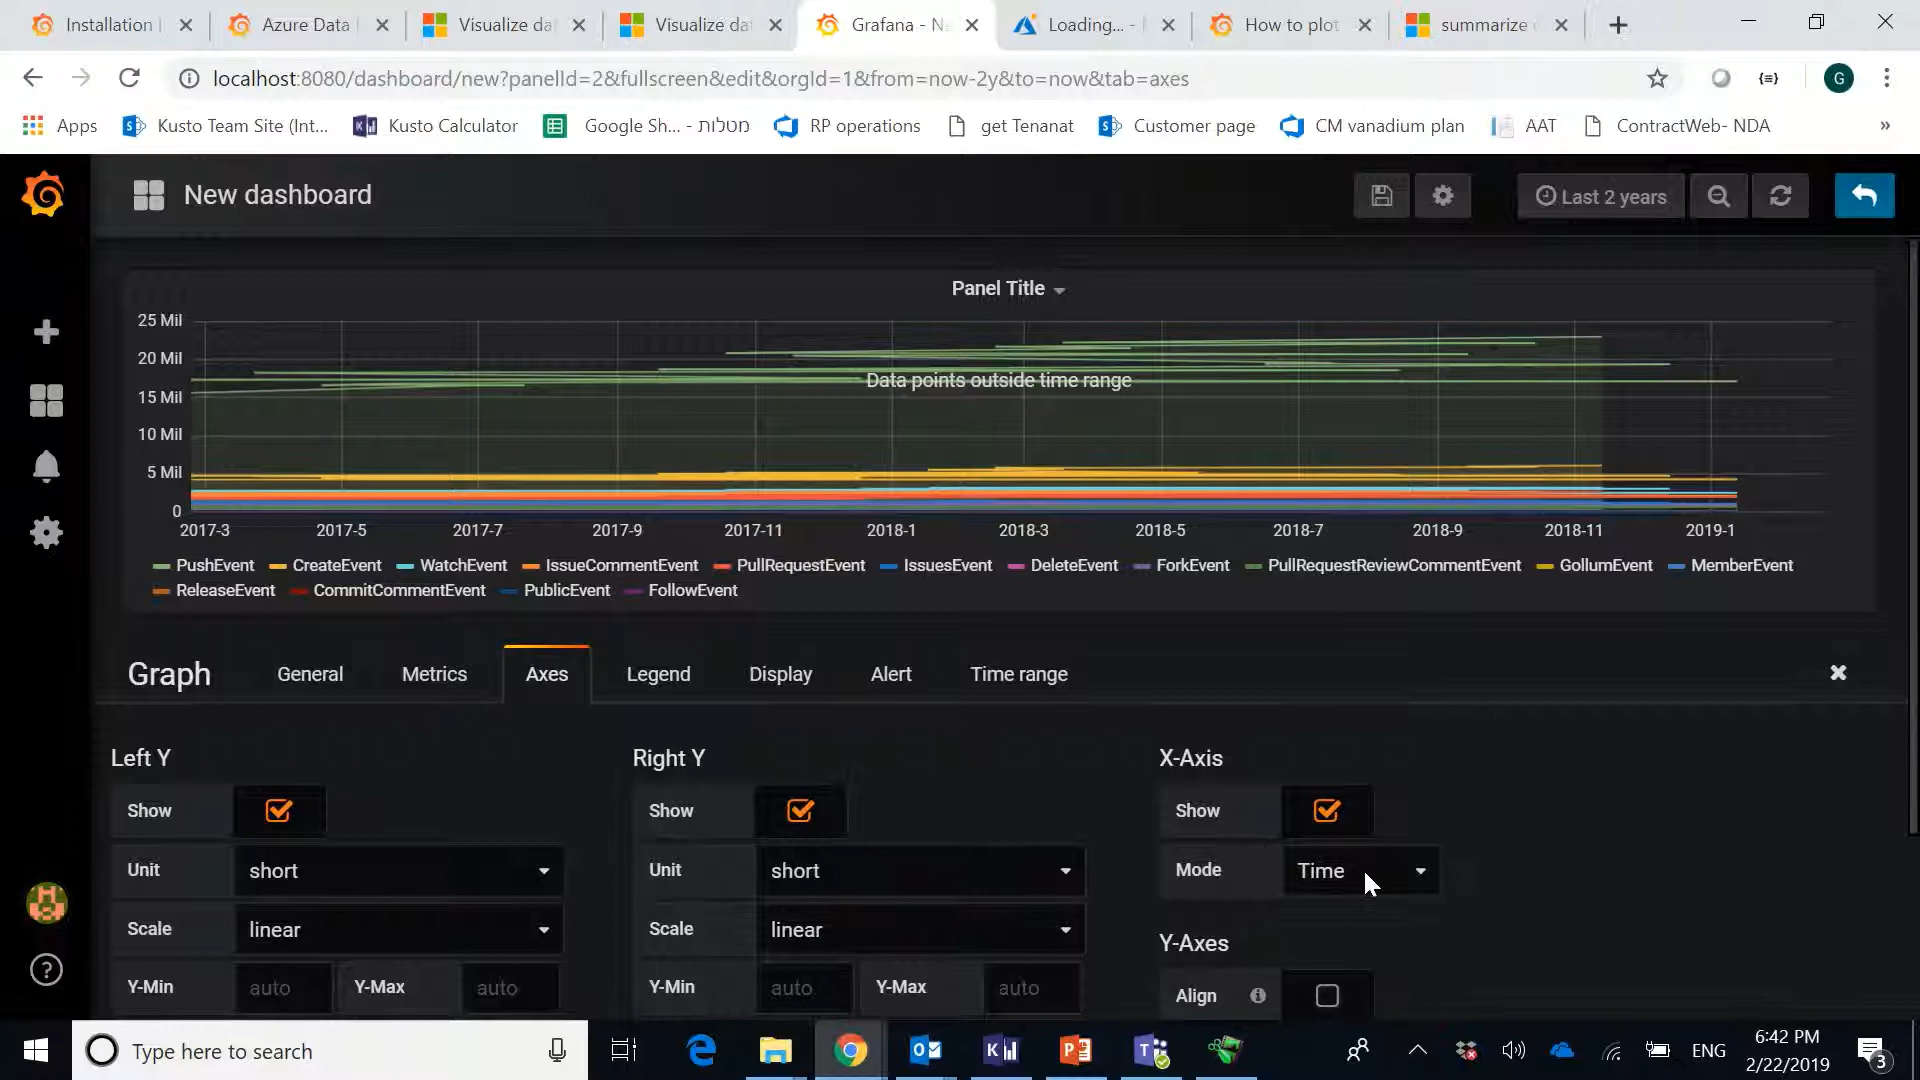 Installation
Azure Data
Visualize da
Visualize da
Grafana - N
Loading... -
How to plot
summarize
localhost:8080/dashboard/new?panelId=2&fullscreen&edit&orgId=1&from=now-2y&to=now&tab=axes
G
Apps
Kusto Team Site (Int...
Kusto Calculator
Google Sh... - מטלות
RP operations
get Tenanat
Customer page
CM vanadium plan
AAT
ContractWeb- NDA
»
New dashboard
Last 2 years
Panel Title
25 Mil
20 Mil
Data points outside time range
15 Mil
10 Mil
5 Mil
0
2017-3 2017-5 2017-7 2017-9 2017-11 2018-1 2018-3 2018-5 2018-7 2018-9 2018-11 2019-1
PushEvent CreateEvent WatchEvent IssueCommentEvent PullRequestEvent IssuesEvent DeleteEvent ForkEvent PullRequestReviewCommentEvent GollumEvent MemberEvent
ReleaseEvent CommitCommentEvent PublicEvent FollowEvent
Graph General Metrics Axes Legend Display Alert Time range
Left Y Right Y X-Axis
Show Show Show
Unit short Unit short Mode Time
Scale linear Scale linear
Y-Axes
Y-Min auto Y-Max auto Y-Min auto Y-Max auto
Align
Type here to search
ENG
6:42 PM
2/22/2019
3